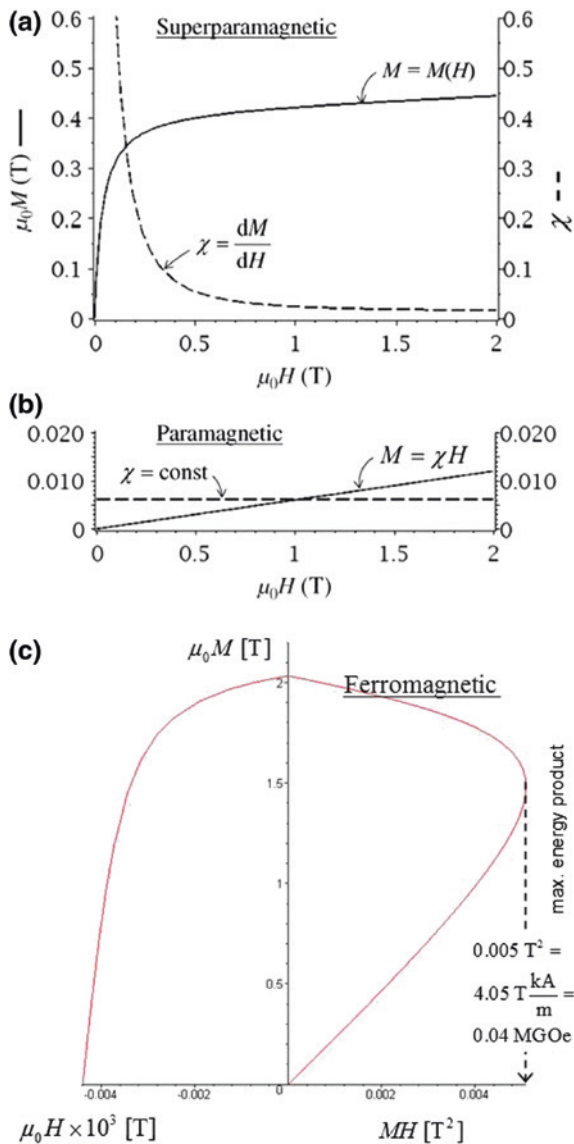 (a)
Superparamagnetic
0.6 0.6
M = M(H)
0.5 0.5
0.4 0.4
μ₀M (T)
0.3 0.3
χ
0.2 0.2
χ = dM/dH
0.1 0.1
0 0
0 0.5 1.0 1.5 2
μ₀H (T)
(b)
0.020 Paramagnetic 0.020
χ = const M = χH
0.010 0.010
0 0
0 0.5 1.0 1.5 2
μ₀H (T)
(c)
μ₀M [T]
2
Ferromagnetic
1.5
max. energy product
1
0.005 T² =
4.05 T kA/m =
0.5
0.04 MGOe
-0.004 -0.002 0 0.002 0.004
μ₀H×10³ [T] MH [T²]